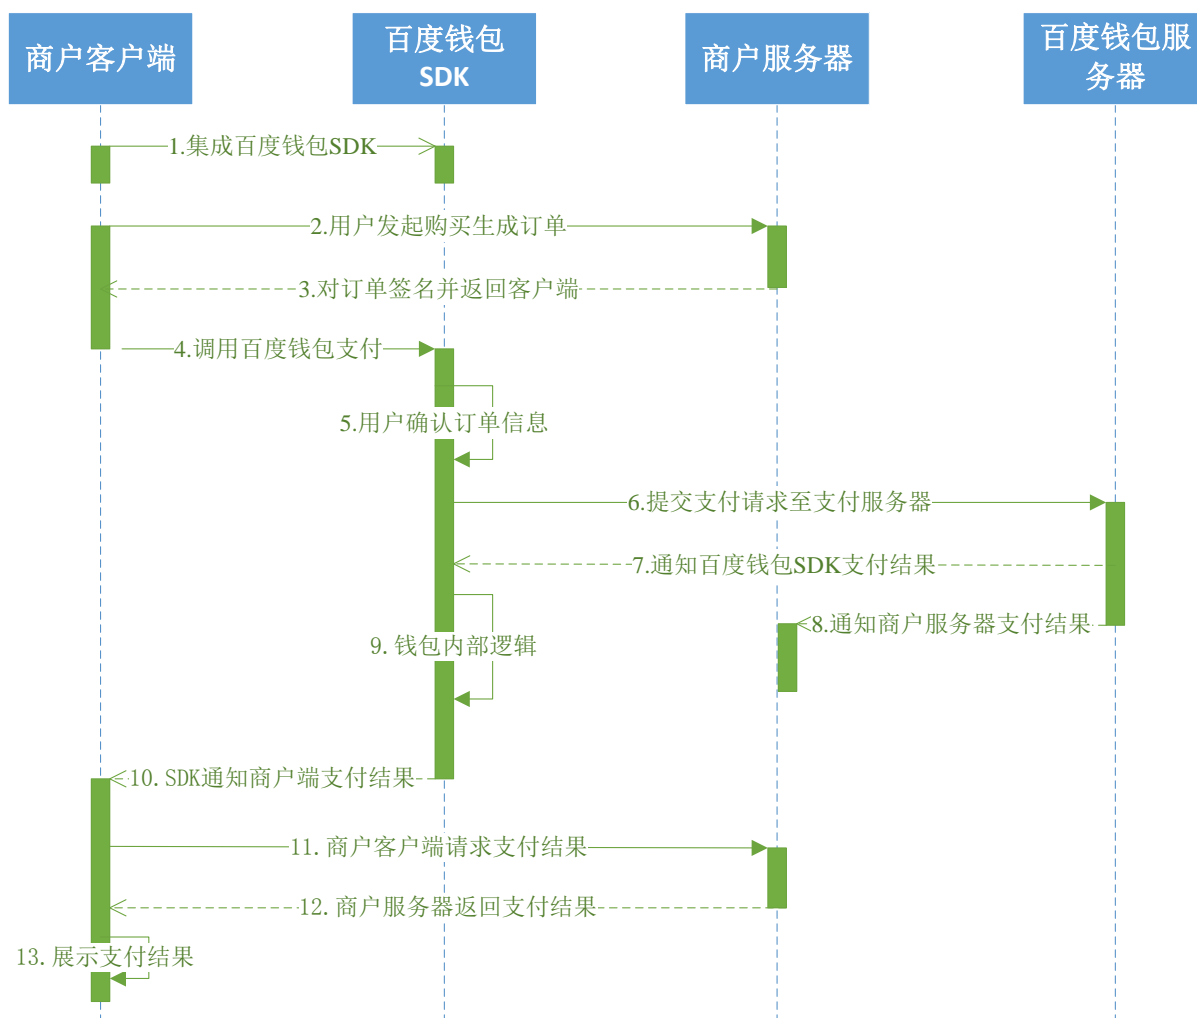 商户客户端
百度钱包
SDK
商户服务器
百度钱包服
务器
1.集成百度钱包SDK
2.用户发起购买生成订单
3.对订单签名并返回客户端
4.调用百度钱包支付
5.用户确认订单信息
6.提交支付请求至支付服务器
7.通知百度钱包SDK支付结果
8.通知商户服务器支付结果
9.钱包内部逻辑
10.SDK通知商户端支付结果
11.商户客户端请求支付结果
12.商户服务器返回支付结果
13.展示支付结果